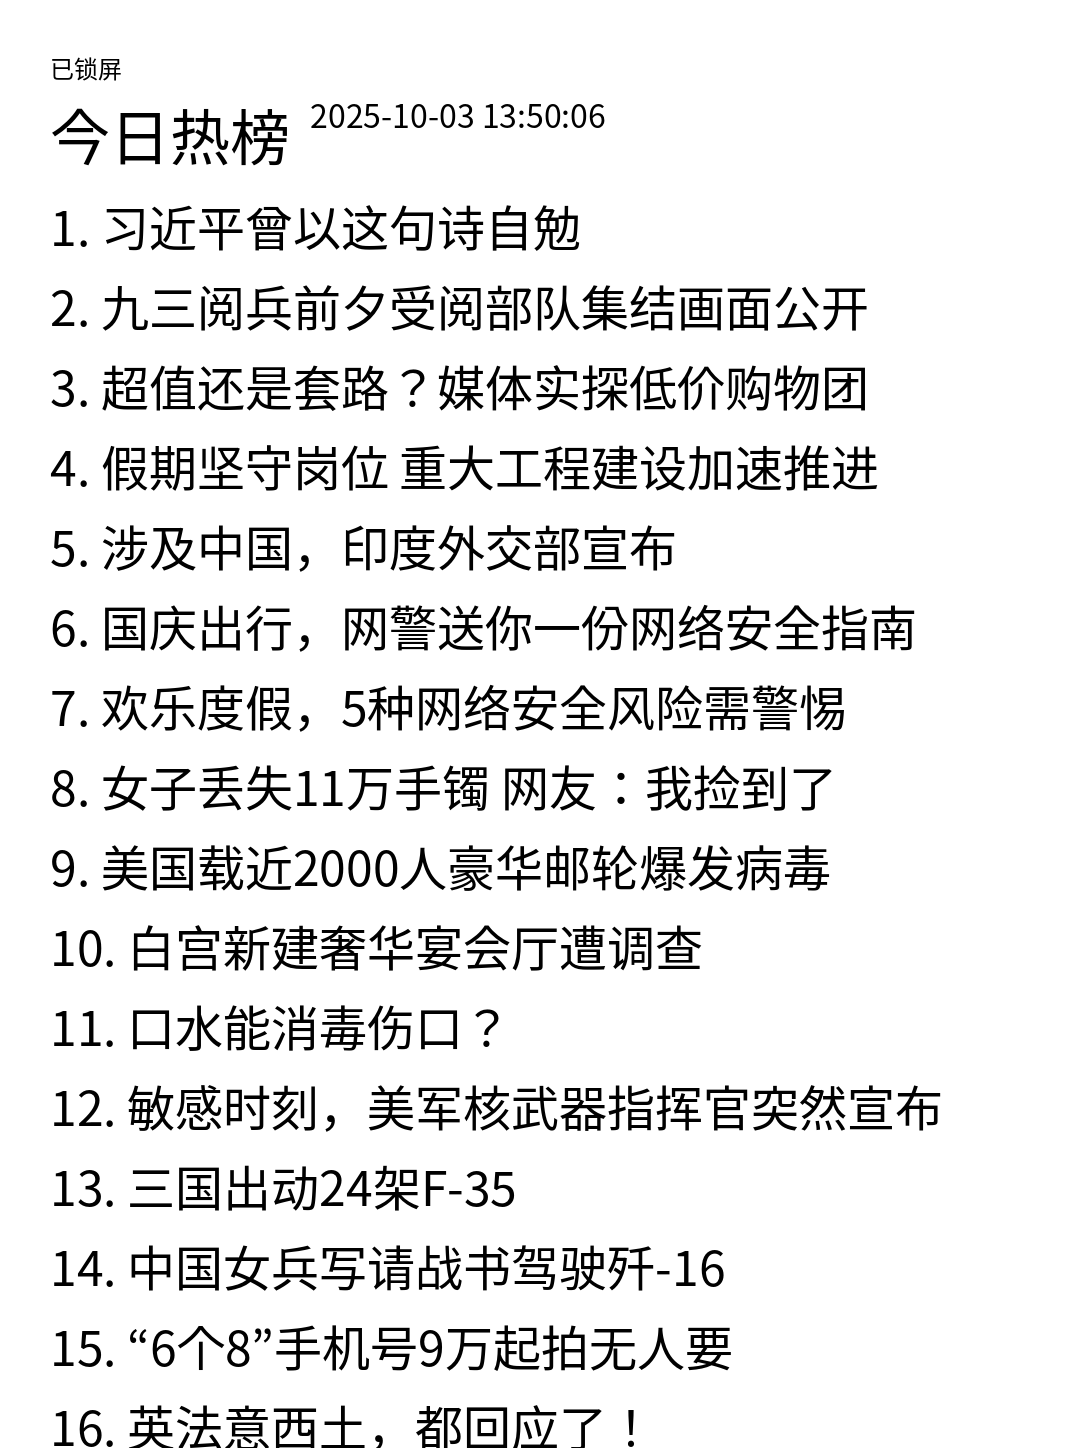 已锁屏
今日热榜 2025-10-03 13:50:06
1. 习近平曾以这句诗自勉
2. 九三阅兵前夕受阅部队集结画面公开
3. 超值还是套路？媒体实探低价购物团
4. 假期坚守岗位 重大工程建设加速推进
5. 涉及中国，印度外交部宣布
6. 国庆出行，网警送你一份网络安全指南
7. 欢乐度假，5种网络安全风险需警惕
8. 女子丢失11万手镯 网友：我捡到了
9. 美国载近2000人豪华邮轮爆发病毒
10. 白宫新建奢华宴会厅遭调查
11. 口水能消毒伤口？
12. 敏感时刻，美军核武器指挥官突然宣布
13. 三国出动24架F-35
14. 中国女兵写请战书驾驶歼-16
15. “6个8”手机号9万起拍无人要
16. 英法意西土，都回应了！